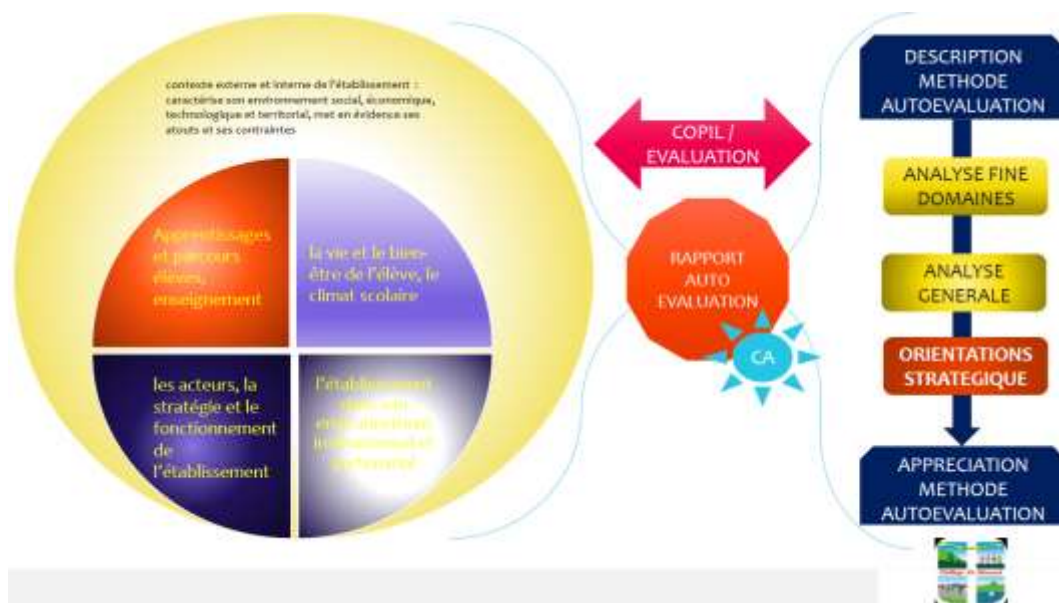 contexte externe et interne de l'établissement :
caractérise son environnement social, économique,
technologique et territorial, met en évidence ses
atouts et ses contraintes
Apprentissages
et parcours
élèves,
enseignement
la vie et le bien-
être de l'élève, le
climat scolaire
les acteurs, la
stratégie et le
fonctionnement
de
l'établissement
l'établissement
COPIL /
EVALUATION
RAPPORT
AUTO
EVALUATION
CA
DESCRIPTION
METHODE
AUTOEVALUATION
ANALYSE FINE
DOMAINES
ANALYSE
GENERALE
ORIENTATIONS
STRATEGIQUE
APPRECIATION
METHODE
AUTOEVALUATION